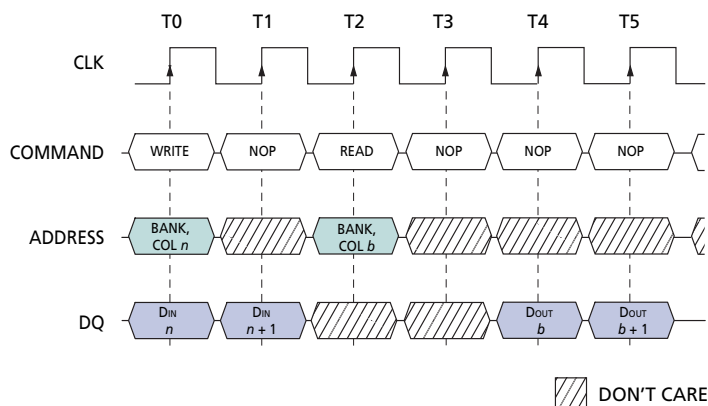 T0 T1 T2 T3 T4 T5
CLK
COMMAND WRITE NOP READ NOP NOP NOP
ADDRESS BANK, COL n BANK, COL b
DQ DIN n DIN n + 1 DOUT b DOUT b + 1
DON'T CARE